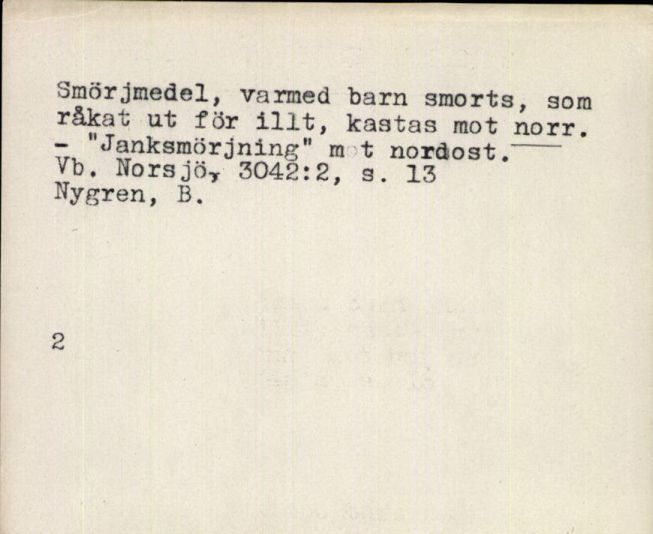 Smörjmedel, varmed barn smorts, som
råkat ut för illt, kastas mot norr.
- "Janksmörjning" mot nordost.
Vb. Norsjö, 3042:2, s. 13
Nygren, B.
2